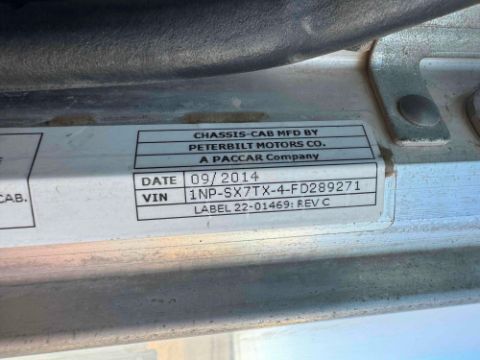 CHASSIS-CAB MFD BY
PETERBILT MOTORS CO.
A PACCAR Company
DATE 09/2014
VIN 1NP-SX7TX-4-FD289271
LABEL 22-01469: REV C
CAB.